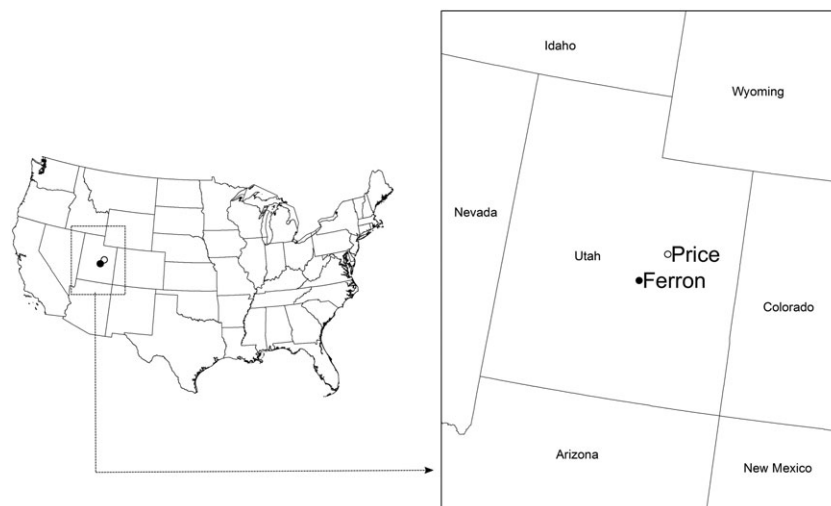 Idaho
Wyoming
Nevada
Utah
Price
Ferron
Colorado
Arizona
New Mexico